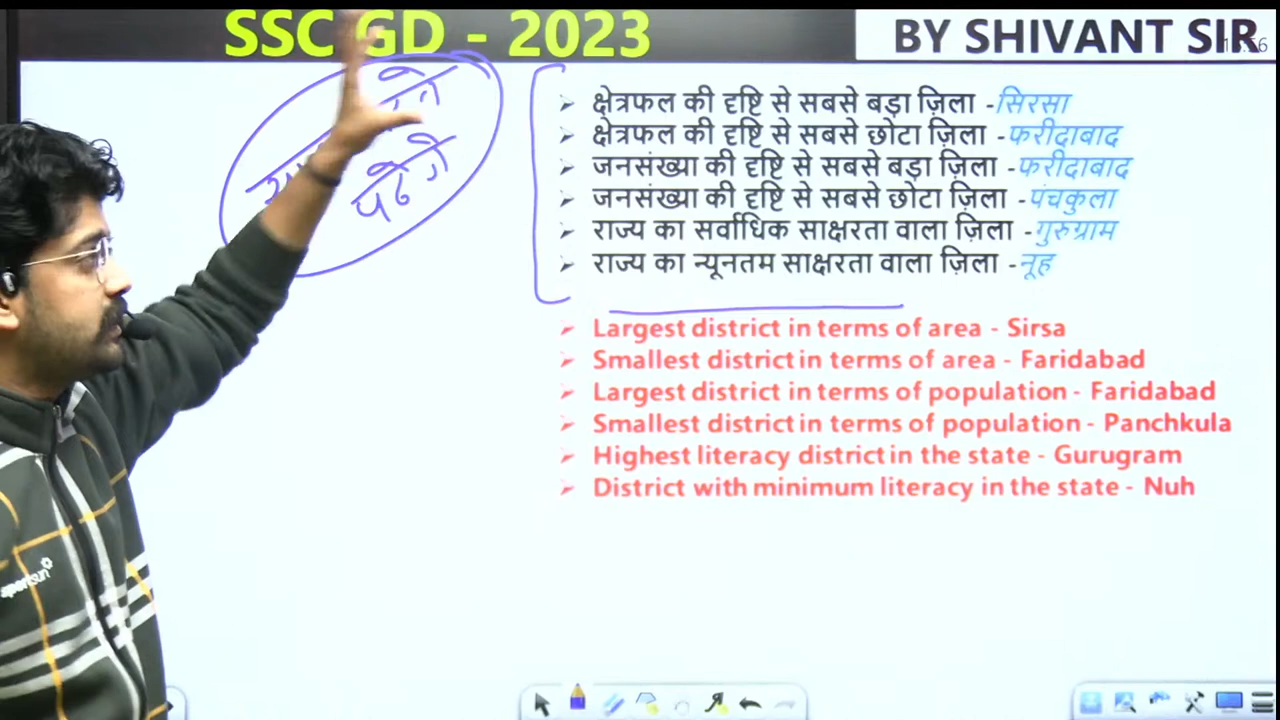 SSC GD - 2023
BY SHIVANT SIR
पढेगे
क्षेत्रफल की दृष्टि से सबसे बड़ा ज़िला -सिरसा
क्षेत्रफल की दृष्टि से सबसे छोटा ज़िला - फरीदाबाद
जनसंख्या की दृष्टि से सबसे बड़ा ज़िला -फरीदाबाद
जनसंख्या की दृष्टि से सबसे छोटा ज़िला - पंचकुला
राज्य का सर्वाधिक साक्षरता वाला ज़िला -गुरुग्राम
राज्य का न्यूनतम साक्षरता वाला ज़िला -नूह
Largest district in terms of area - Sirsa
Smallest district in terms of area - Faridabad
Largest district in terms of population - Faridabad
Smallest district in terms of population - Panchkula
Highest literacy district in the state - Gurugram
District with minimum literacy in the state - Nuh